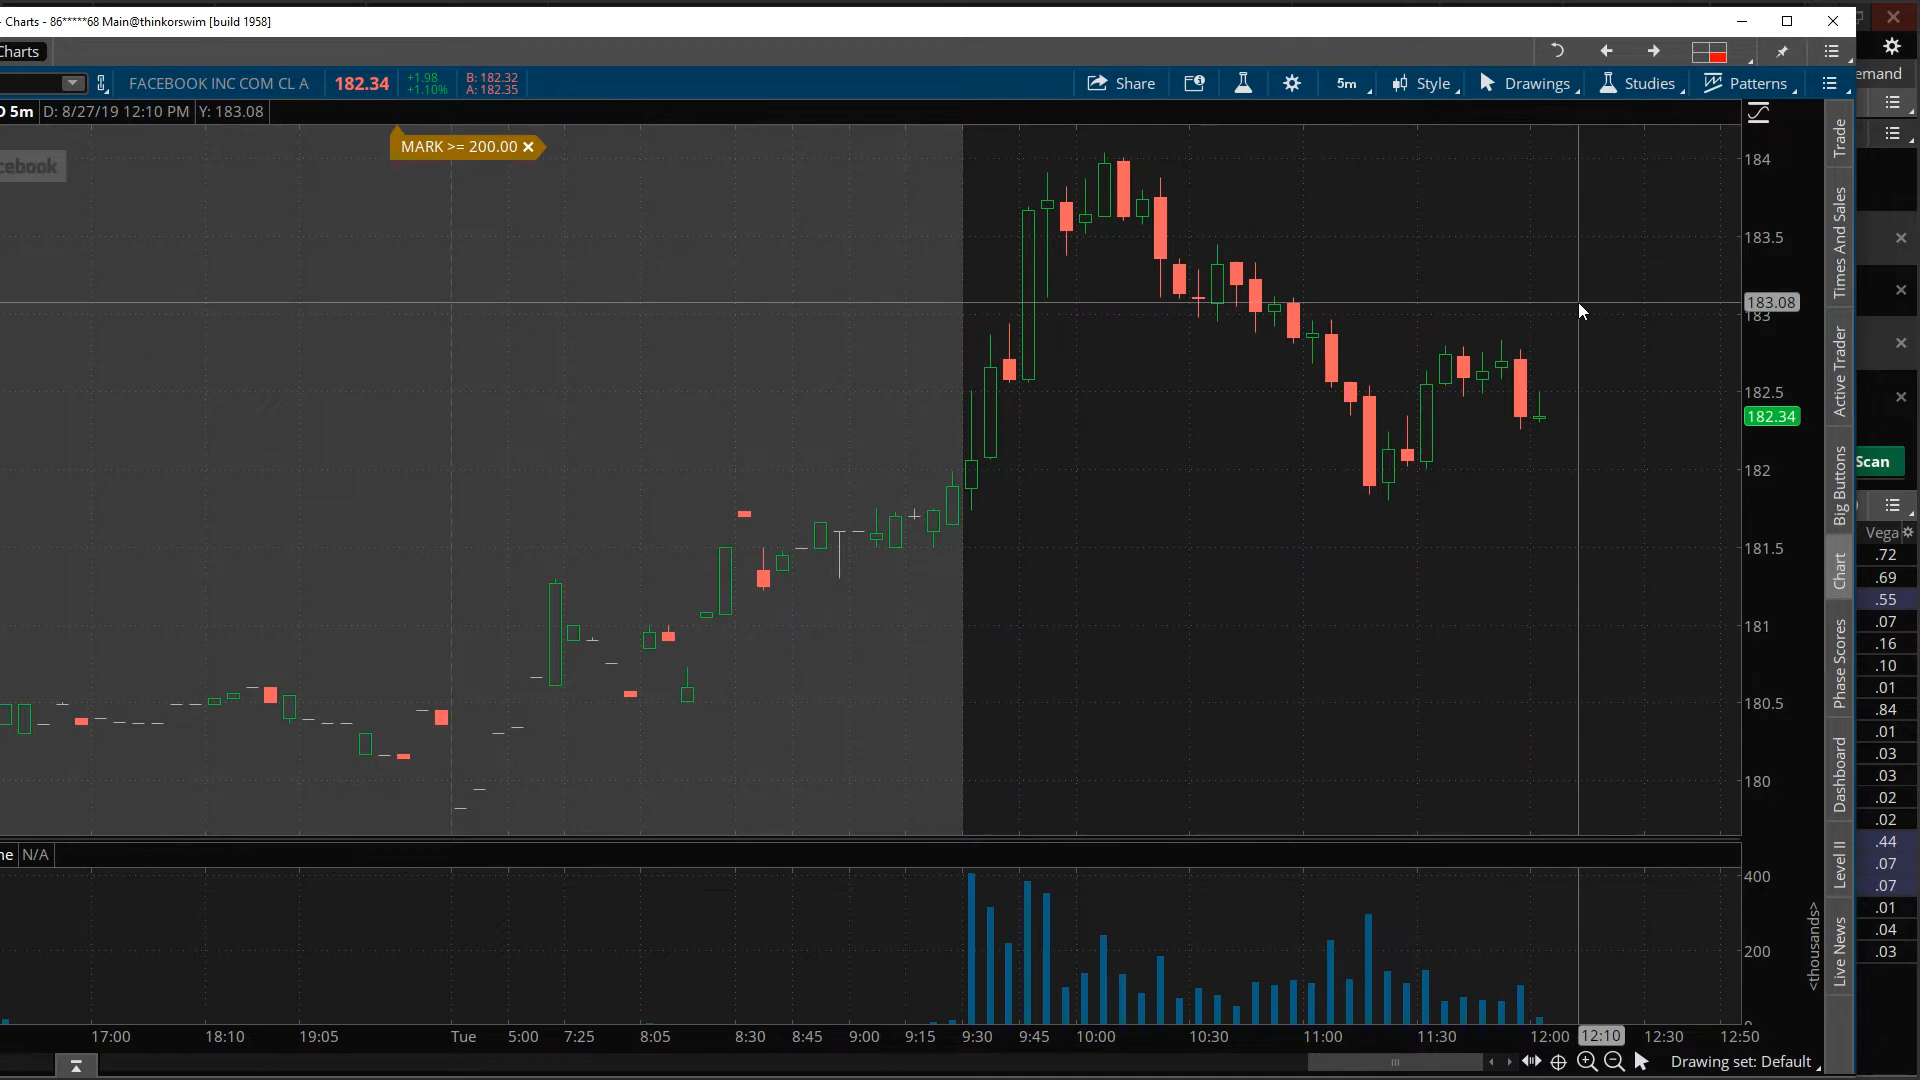 - Charts - 86*****68 Main@thinkorswim [build 1958]
Charts
FACEBOOK INC COM CL A
182.34
+1.98
+1.10%
B: 182.32
A: 182.35
Share
5m
Style
Drawings
Studies
Patterns
5m
D: 8/27/19 12:10 PM
Y: 183.08
MARK >= 200.00
cebook
184
183.5
183.08
183
182.5
182.34
182
181.5
181
180.5
180
N/A
400
200
0
<thousands>
17:00
18:10
19:05
Tue
5:00
7:25
8:05
8:30
8:45
9:00
9:15
9:30
9:45
10:00
10:30
11:00
11:30
12:00
12:10
12:30
12:50
Drawing set: Default
Trade
Times And Sales
Active Trader
Big Buttons
Chart
Phase Scores
Dashboard
Level II
Live News
emand
Scan
Vega
.72
.69
.55
.07
.16
.10
.01
.84
.01
.03
.03
.02
.02
.44
.07
.07
.01
.04
.03